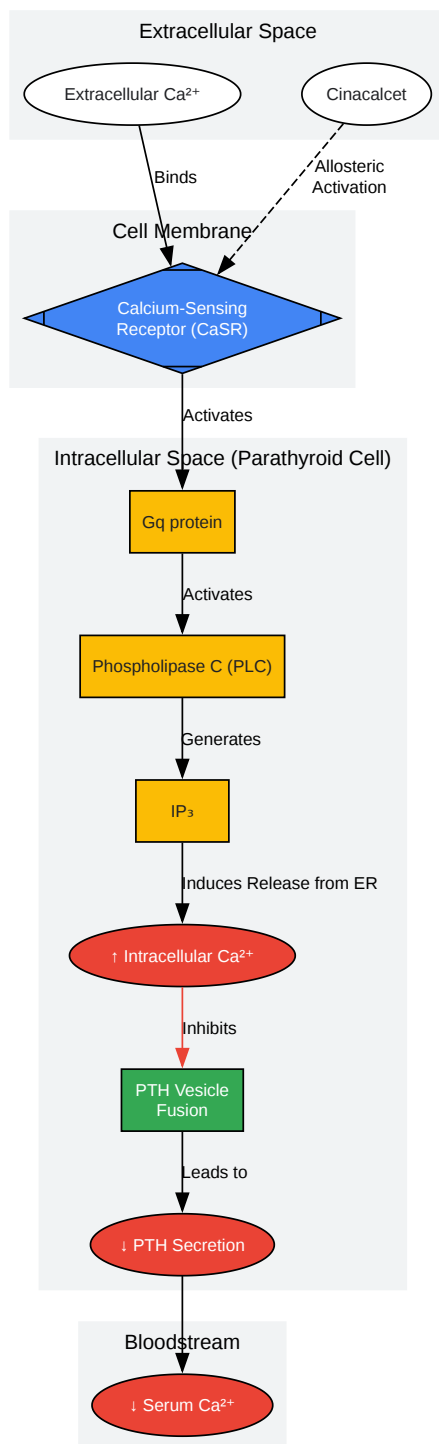 Extracellular Space
Extracellular Ca²⁺
Cinacalcet
Binds
Allosteric
Activation
Cell Membrane
Calcium-Sensing
Receptor (CaSR)
Activates
Intracellular Space (Parathyroid Cell)
Gq protein
Activates
Phospholipase C (PLC)
Generates
IP₃
Induces Release from ER
↑ Intracellular Ca²⁺
Inhibits
PTH Vesicle
Fusion
Leads to
↓ PTH Secretion
Bloodstream
↓ Serum Ca²⁺